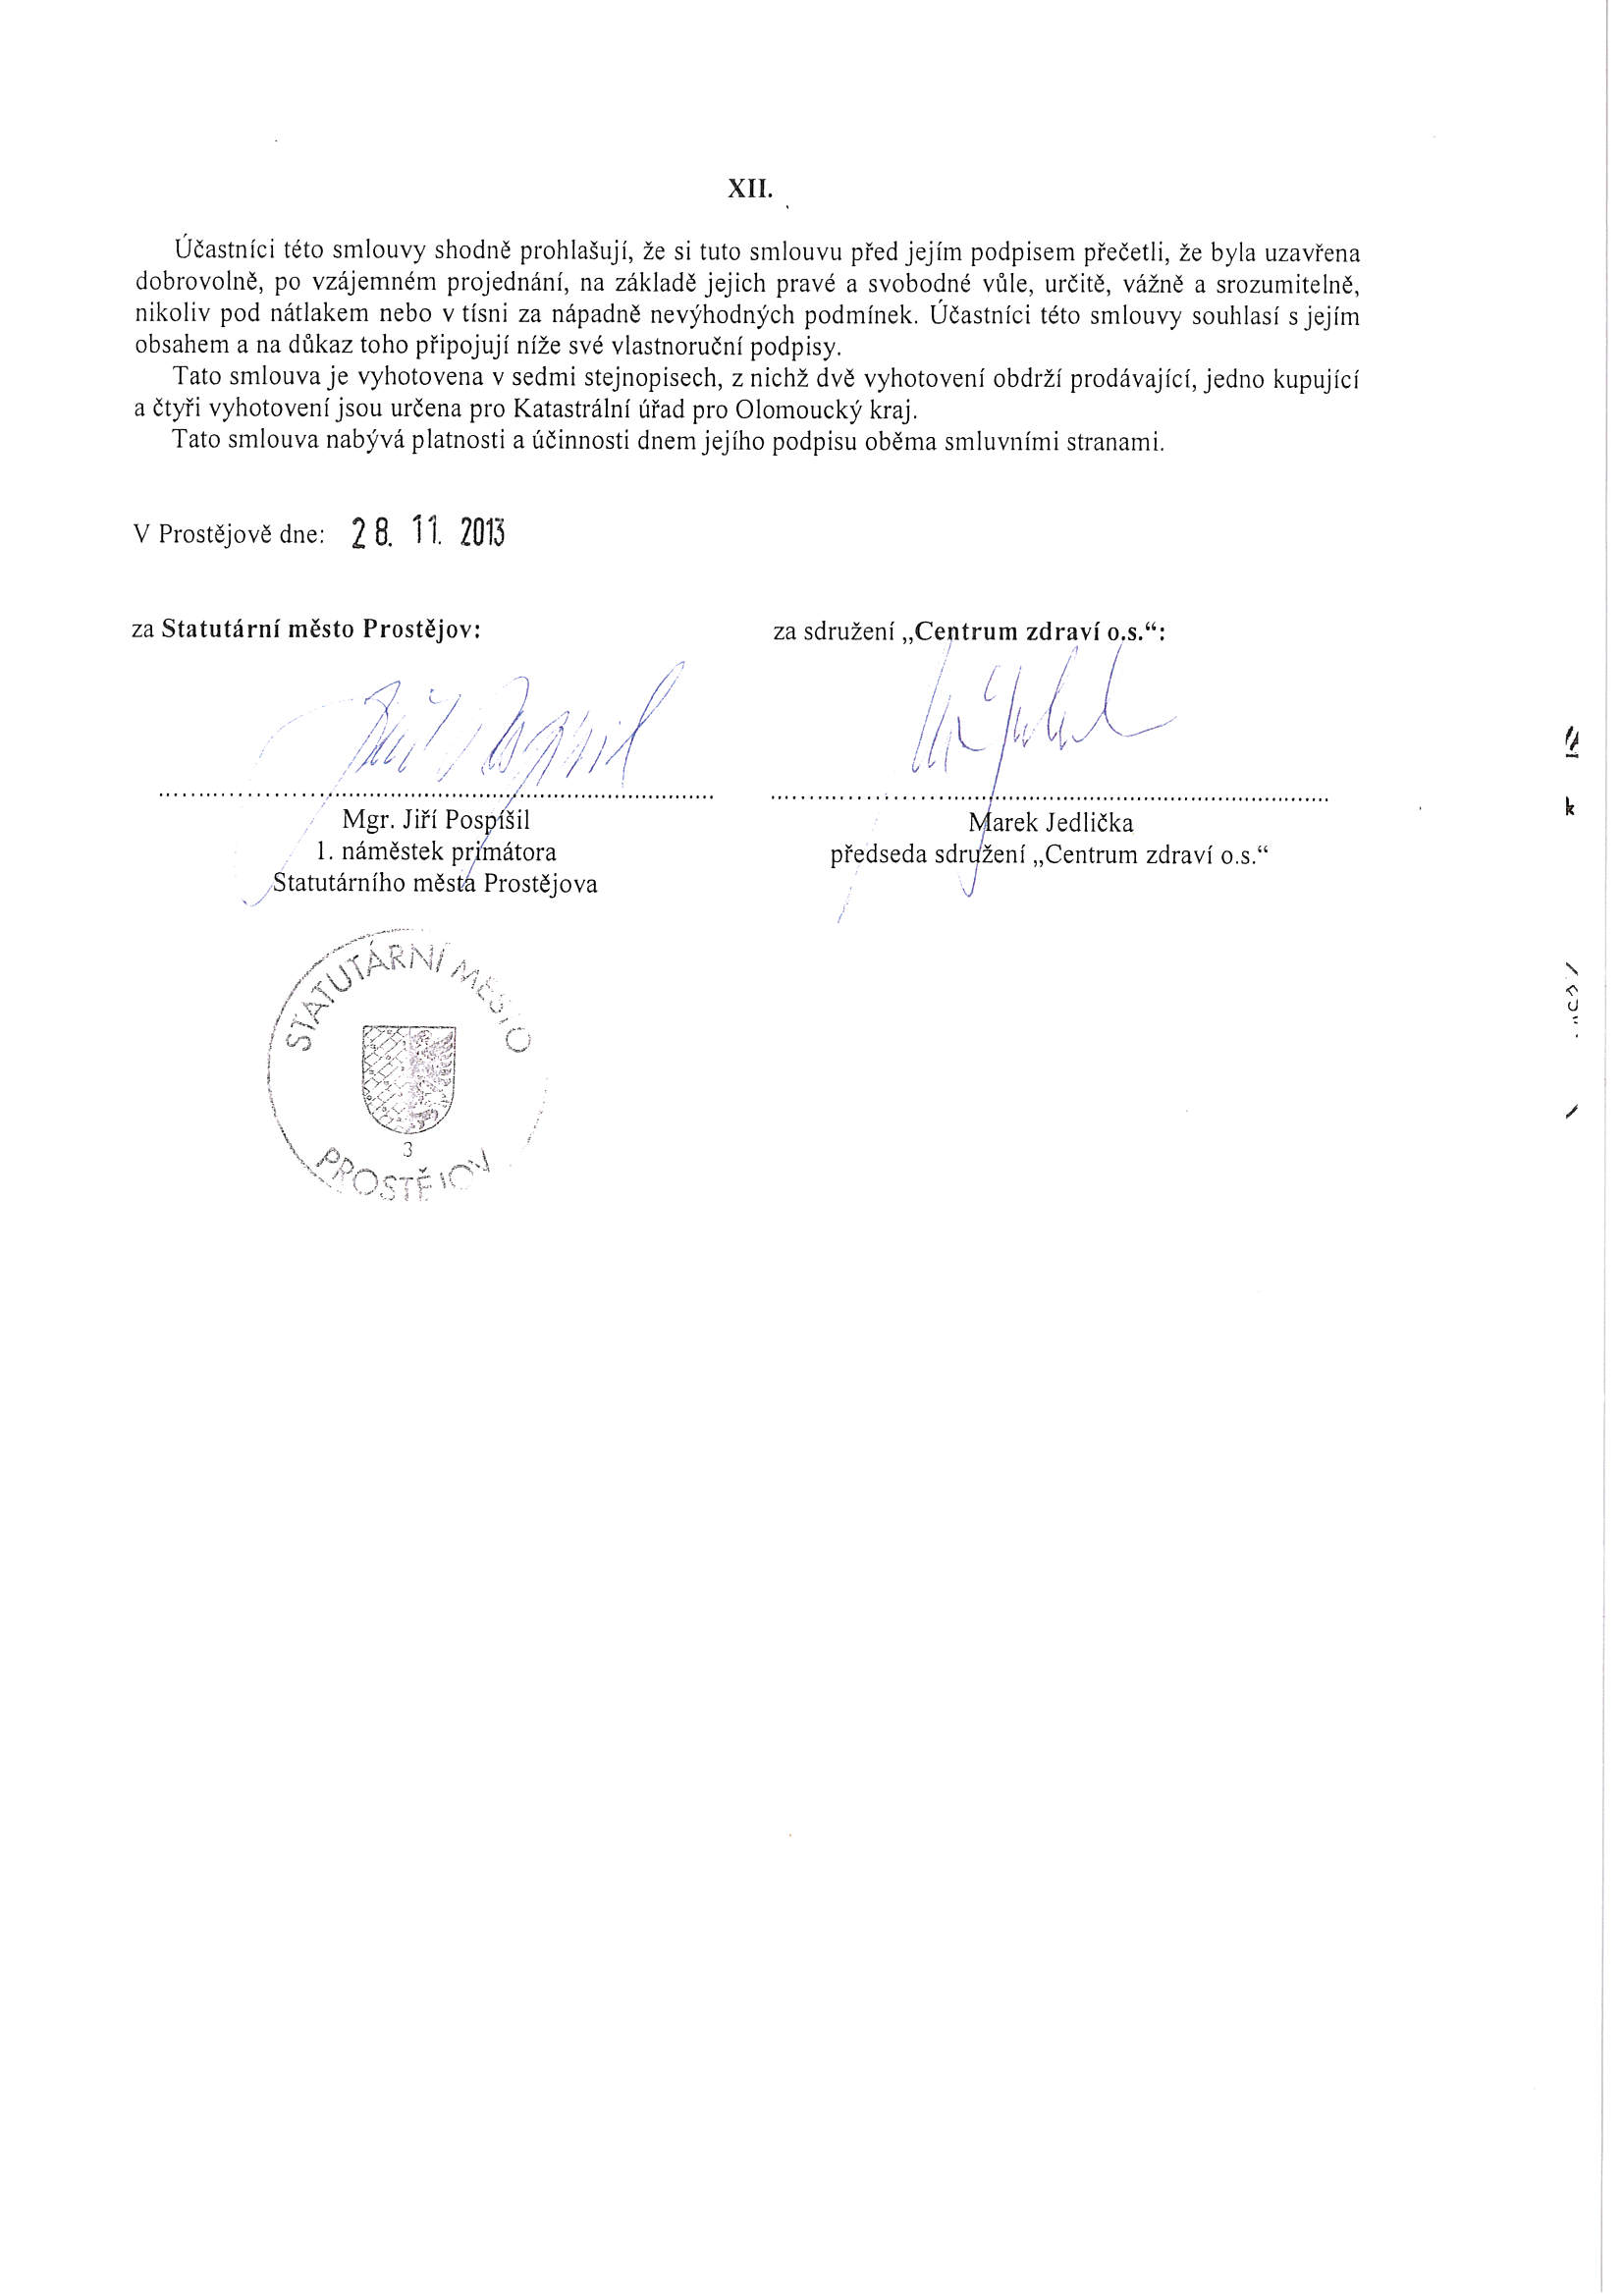 XII.
Účastníci této smlouvy shodně prohlašují, že si tuto smlouvu před jejím podpisem přečetli, že byla uzavřena
dobrovolně, po vzájemném projednání, na základě jejich pravé a svobodné vůle, určitě, vážně a srozumitelně,
nikoliv pod nátlakem nebo v tísni za nápadně nevýhodných podmínek. Účastníci této smlouvy souhlasí s jejím
obsahem a na důkaz toho připojují níže své vlastnoruční podpisy.
Tato smlouva je vyhotovena v sedmi stejnopisech, z nichž dvě vyhotovení obdrží prodávající, jedno kupující
a čtyři vyhotovení jsou určena pro Katastrální úřad pro Olomoucký kraj.
Tato smlouva nabývá platnosti a účinnosti dnem jejího podpisu oběma smluvními stranami.
V Prostějově dne: 28. 11. 2013
za Statutární město Prostějov:
za sdružení „Centrum zdraví o.s.“:
Mgr. Jiří Pospíšil
1. náměstek primátora
Statutárního města Prostějova
Marek Jedlička
předseda sdružení „Centrum zdraví o.s.“
STATUTÁRNÍ MĚSTO
3
PROSTĚJOV
k